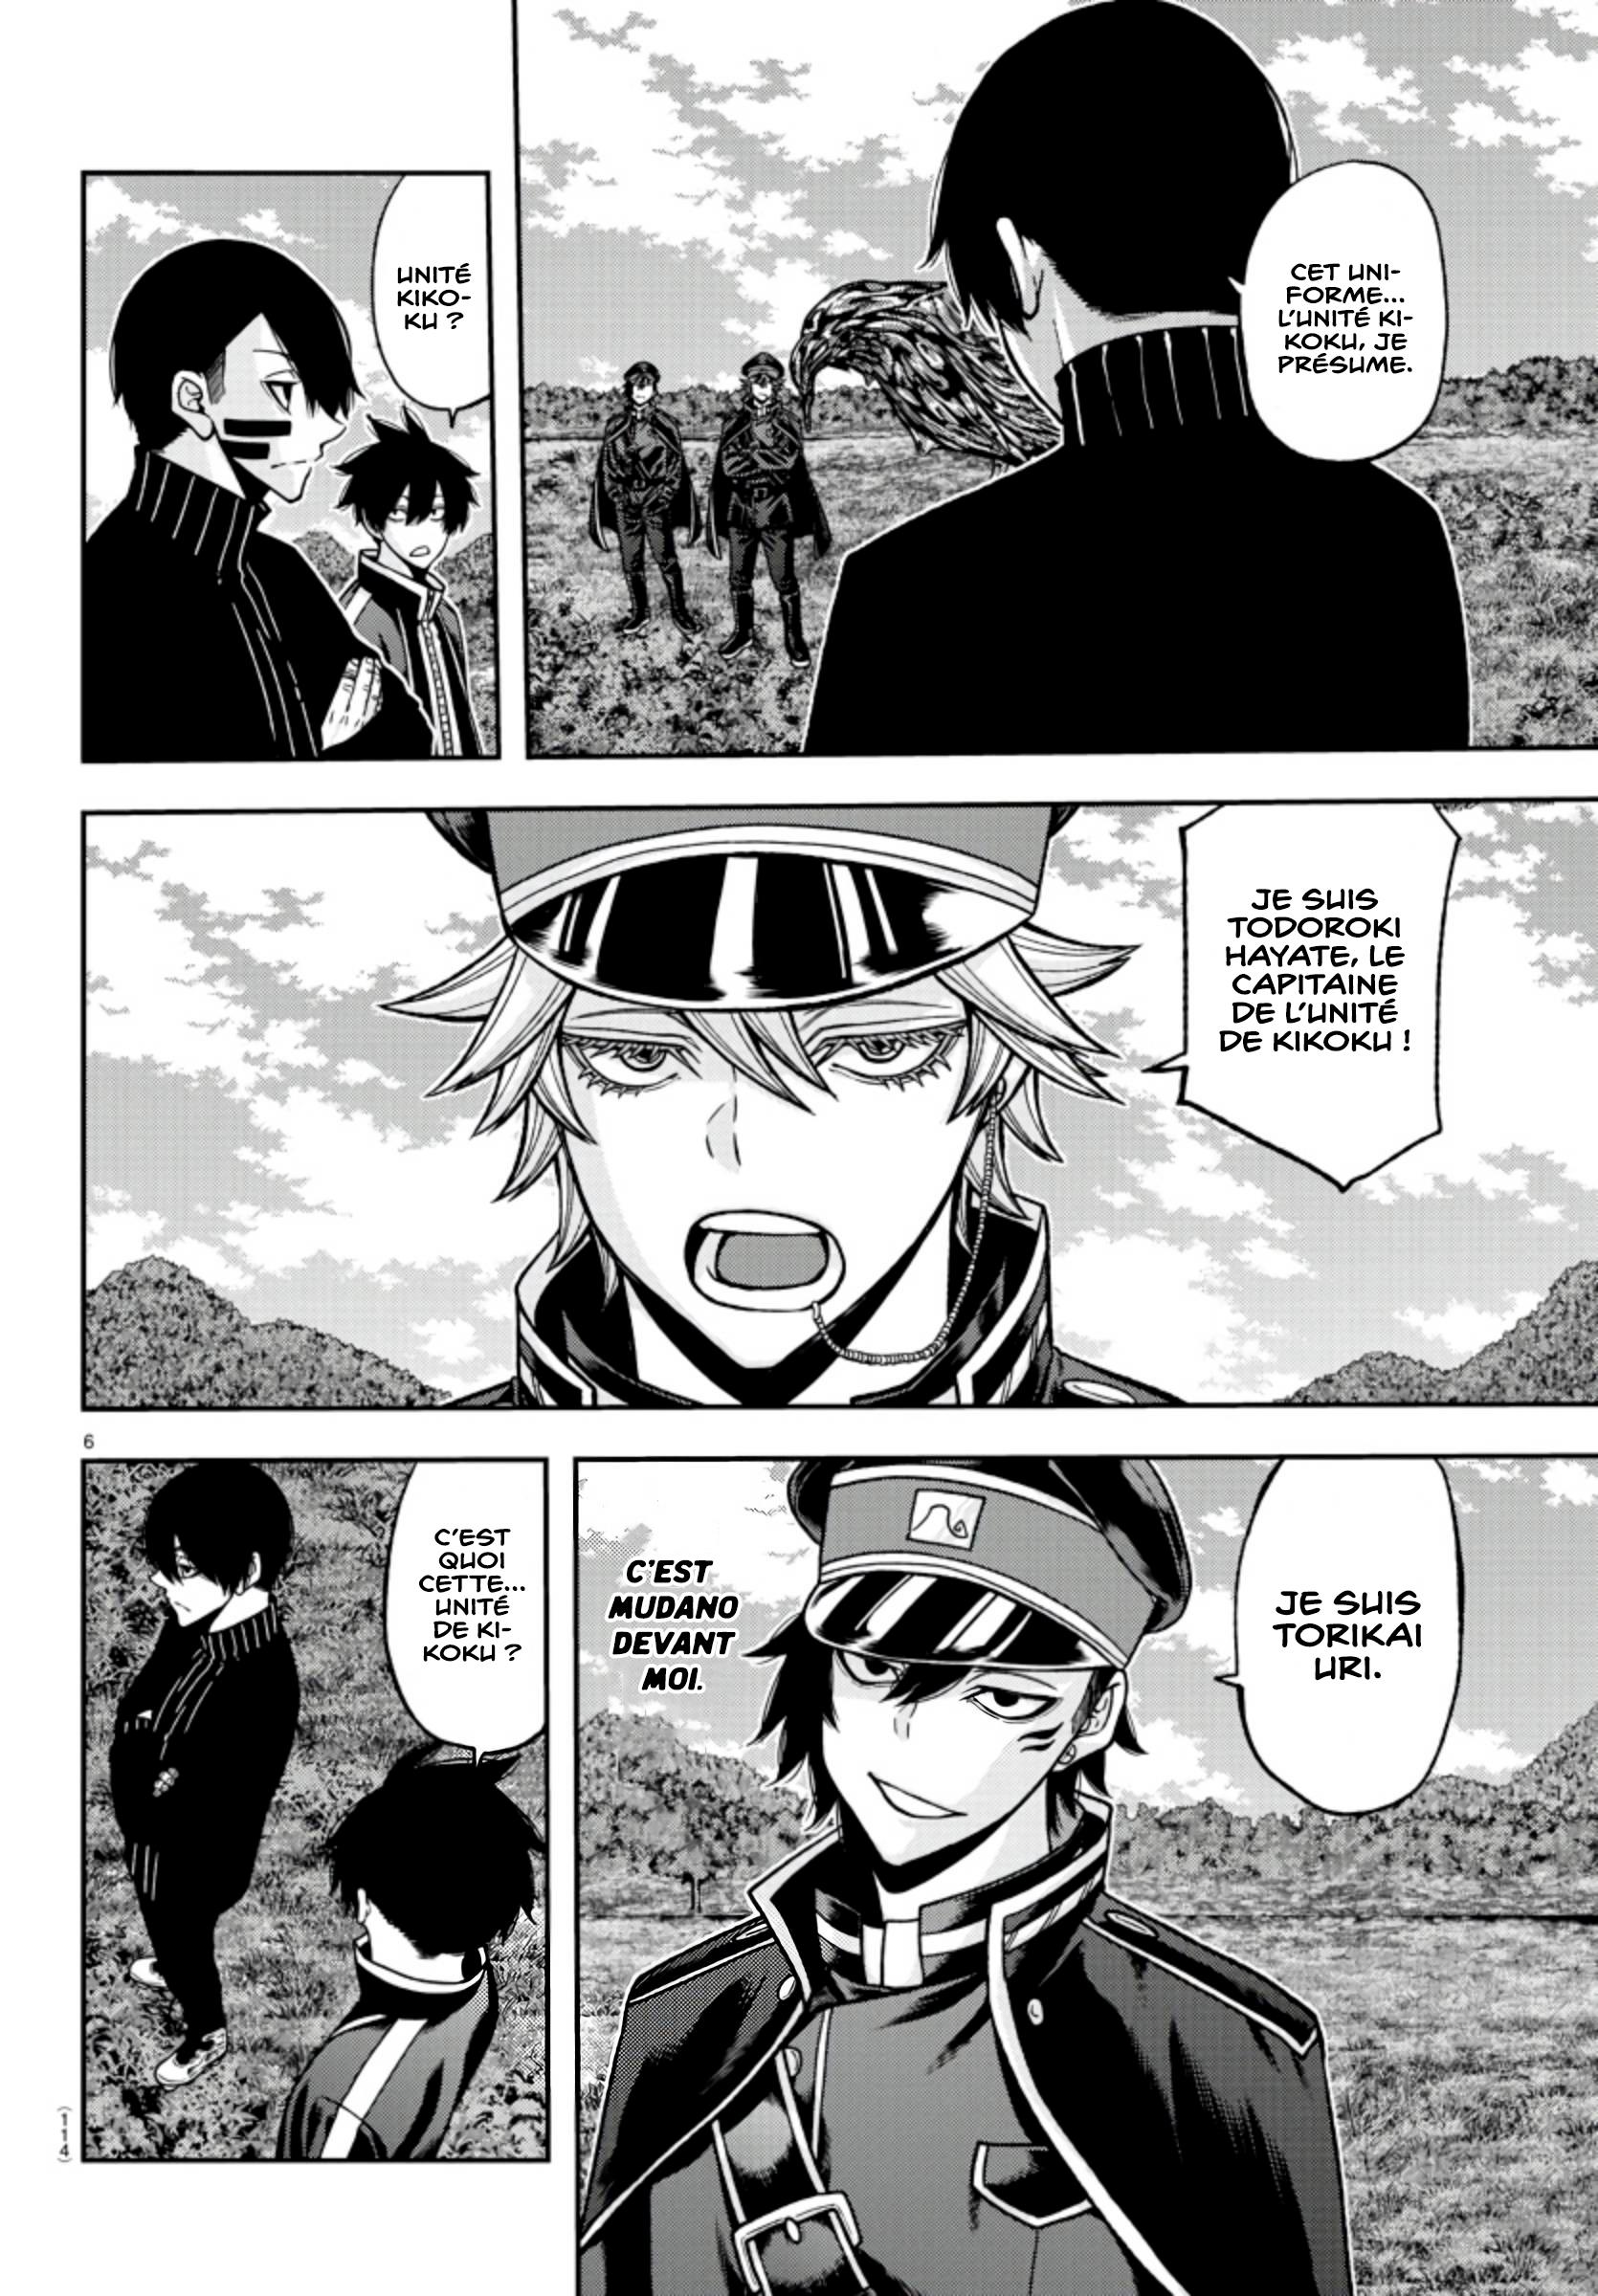 CET UNI-
FORME...
L'UNITÉ KI-
KOKU, JE
PRÉSUME.
UNITÉ
KIKO-
KU ?
JE SUIS
TODOROKI
HAYATE, LE
CAPITAINE
DE L'UNITÉ
DE KIKOKU !
JE SUIS
TORIKAI
URI.
C'EST
MUDANO
DEVANT
MOI.
C'EST
QUOI
CETTE...
UNITÉ
DE KI-
KOKU ?
6
(114)